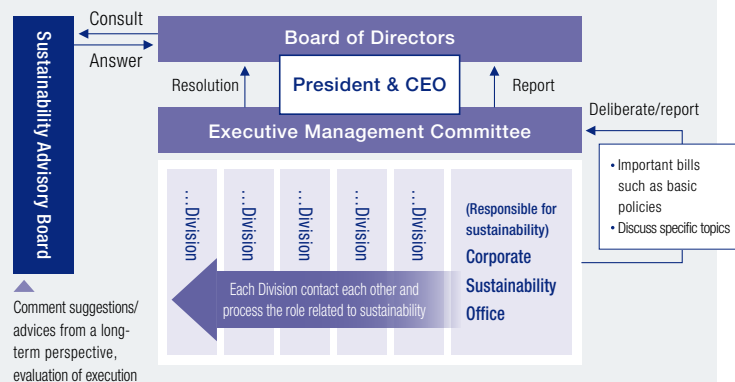 Consult
Answer
Sustainability Advisory Board
Comment suggestions/
advices from a long-
term perspective,
evaluation of execution
Board of Directors
Resolution
President & CEO
Report
Executive Management Committee
Deliberate/report
• Important bills
such as basic
policies
• Discuss specific topics
...Division
...Division
...Division
...Division
...Division
(Responsible for
sustainability)
Corporate
Sustainability
Office
Each Division contact each other and
process the role related to sustainability